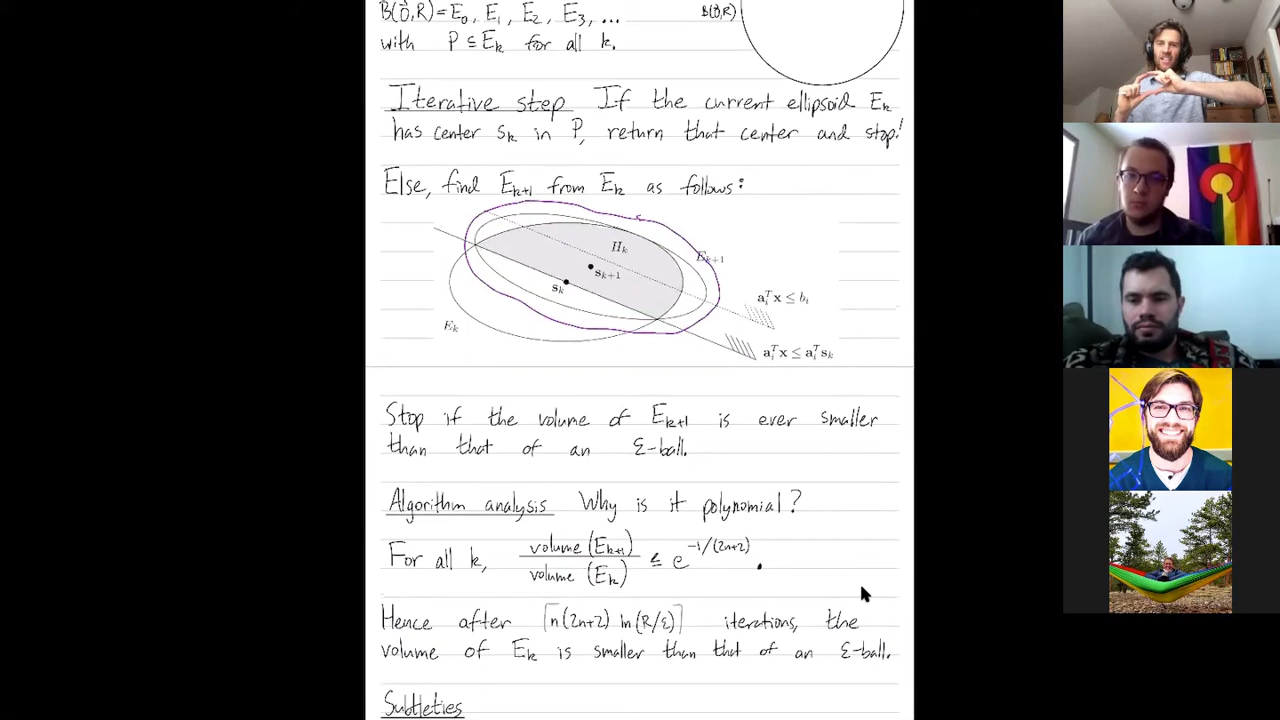 B(0⃗,R) = E₀, E₁, E₂, E₃, ...
B(0⃗,R)
with P ⊆ Eₖ for all k.
Iterative step If the current ellipsoid Eₖ
has center sₖ in P, return that center and stop!
Else, find Eₖ₊₁ from Eₖ as follows:
Hₖ
Eₖ₊₁
sₖ₊₁
sₖ
aᵢᵀx ≤ bᵢ
Eₖ
aᵢᵀx ≤ aᵢᵀsₖ
Stop if the volume of Eₖ₊₁ is ever smaller
than that of an ε-ball.
Algorithm analysis Why is it polynomial?
For all k, volume (Eₖ₊₁) / volume (Eₖ) ≤ e^(-1/(2n+2)).
Hence after ⌈n(2n+2) ln(R/ε)⌉ iterations, the
volume of Eₖ is smaller than that of an ε-ball.
Subtleties